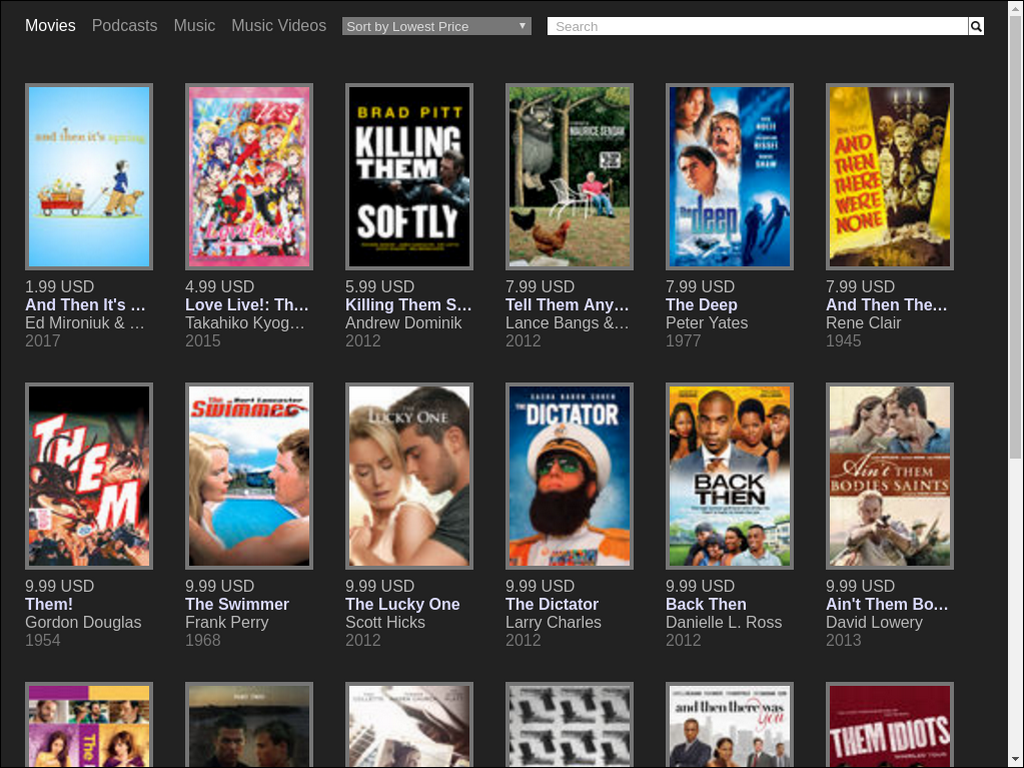 Movies Podcasts Music Music Videos Sort by Lowest Price Search
and then it's spring
LoveLive!
BRAD PITT
KILLING
THEM
SOFTLY
MAURICE SENDAK
NOLTE
BISSET
SHAW
The deep
AND THEN THERE WERE NONE
1.99 USD 4.99 USD 5.99 USD 7.99 USD 7.99 USD 7.99 USD
And Then It's ... Love Live!: Th... Killing Them S... Tell Them Any... The Deep And Then The...
Ed Mironiuk & ... Takahiko Kyog... Andrew Dominik Lance Bangs &... Peter Yates Rene Clair
2017 2015 2012 2012 1977 1945
THEM
Burt Lancaster
The Swimmer
LUCKY ONE
SACHA BARON COHEN
THE DICTATOR
BACK THEN
Ain't THEM
BODIES SAINTS
9.99 USD 9.99 USD 9.99 USD 9.99 USD 9.99 USD 9.99 USD
Them! The Swimmer The Lucky One The Dictator Back Then Ain't Them Bo...
Gordon Douglas Frank Perry Scott Hicks Larry Charles Danielle L. Ross David Lowery
1954 1968 2012 2012 2012 2013
The
PART TWO
COLLETTE
and then there was you
THEM IDIOTS